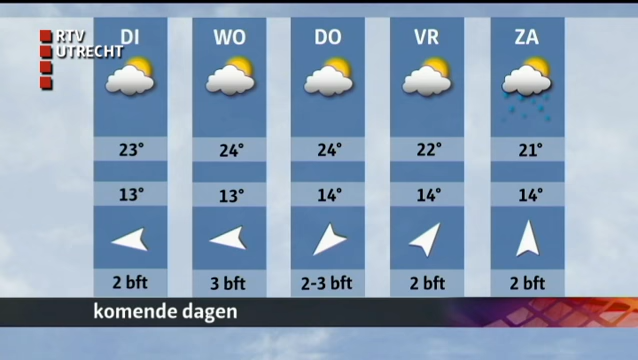 RTV
UTRECHT
DI WO DO VR ZA
23° 24° 24° 22° 21°
13° 13° 14° 14° 14°
2 bft 3 bft 2-3 bft 2 bft 2 bft
komende dagen